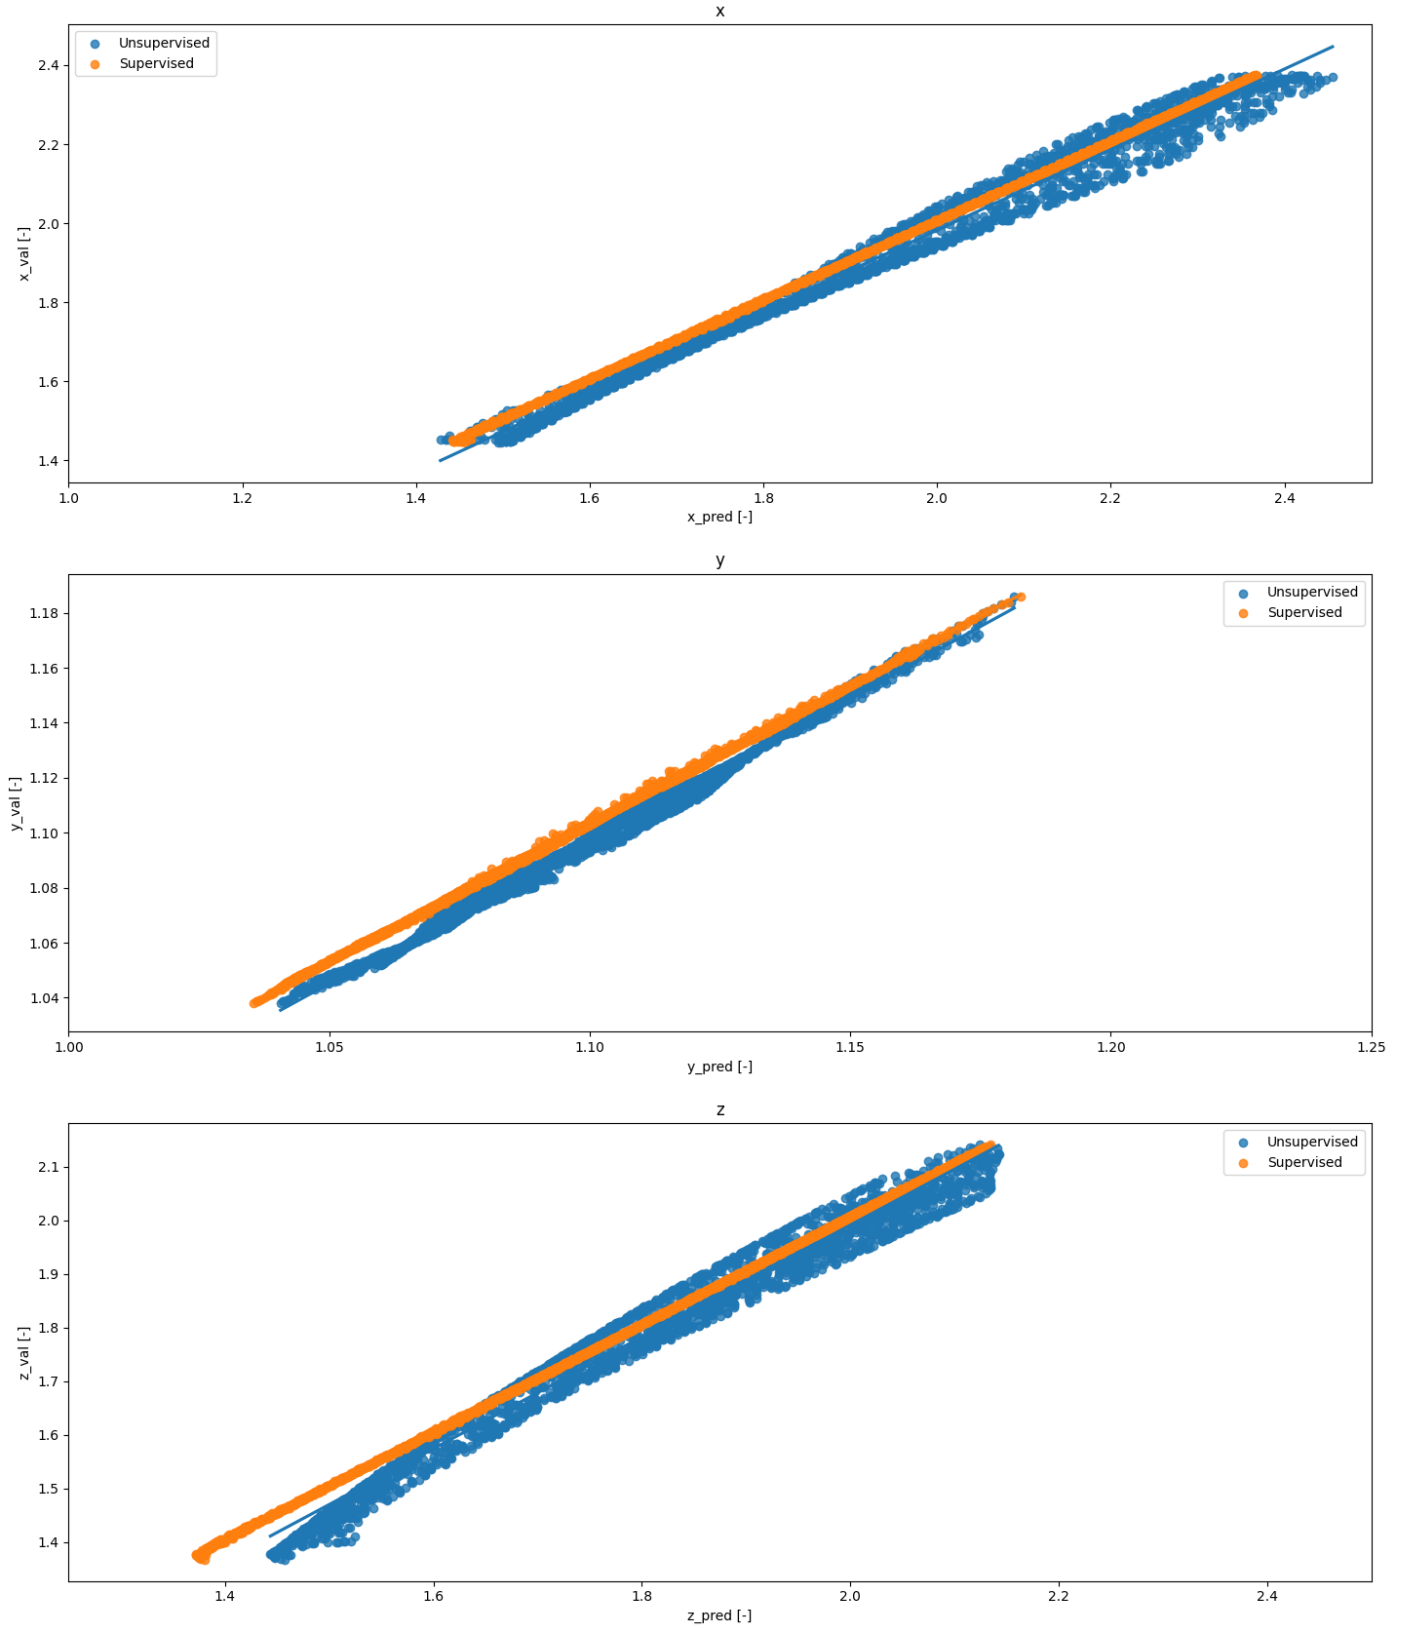 x
Unsupervised
Supervised
2.4
2.2
2.0
1.8
1.6
1.4
x_val [-]
1.0 1.2 1.4 1.6 1.8 2.0 2.2 2.4
x_pred [-]
y
Unsupervised
Supervised
1.18
1.16
1.14
1.12
1.10
1.08
1.06
1.04
y_val [-]
1.00 1.05 1.10 1.15 1.20 1.25
y_pred [-]
z
Unsupervised
Supervised
2.1
2.0
1.9
1.8
1.7
1.6
1.5
1.4
z_val [-]
1.4 1.6 1.8 2.0 2.2 2.4
z_pred [-]